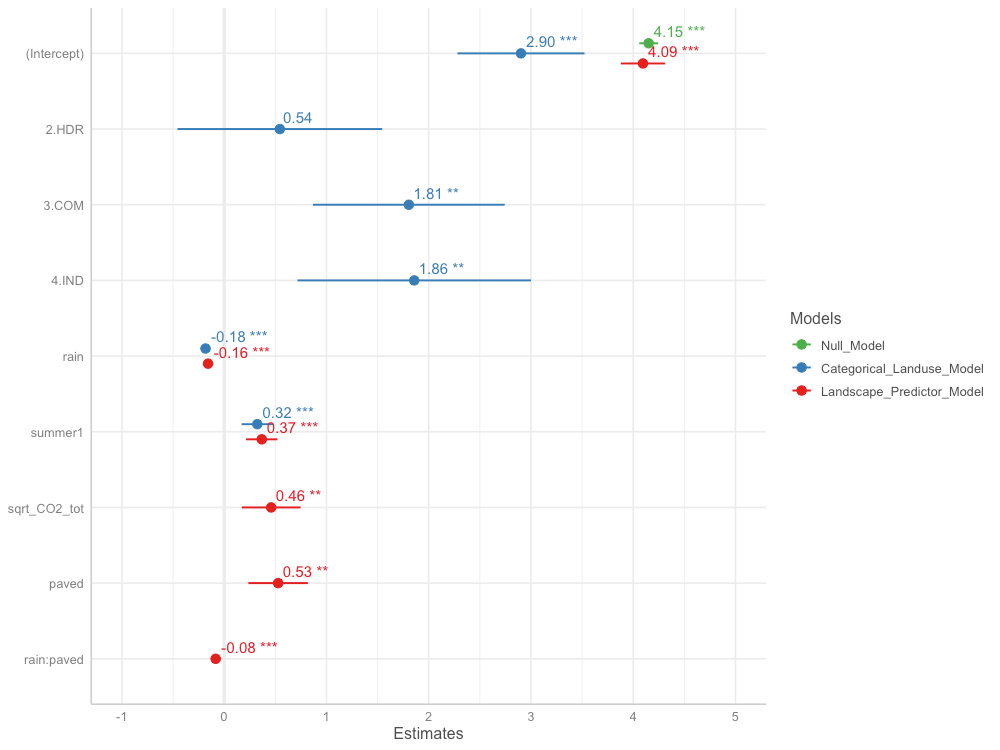 (Intercept)
4.15 ***
2.90 ***
4.09 ***
2.HDR
0.54
3.COM
1.81 **
4.IND
1.86 **
rain
-0.18 ***
-0.16 ***
summer1
0.32 ***
0.37 ***
sqrt_CO2_tot
0.46 **
paved
0.53 **
rain:paved
-0.08 ***
-1 0 1 2 3 4 5
Estimates
Models
Null_Model
Categorical_Landuse_Model
Landscape_Predictor_Model